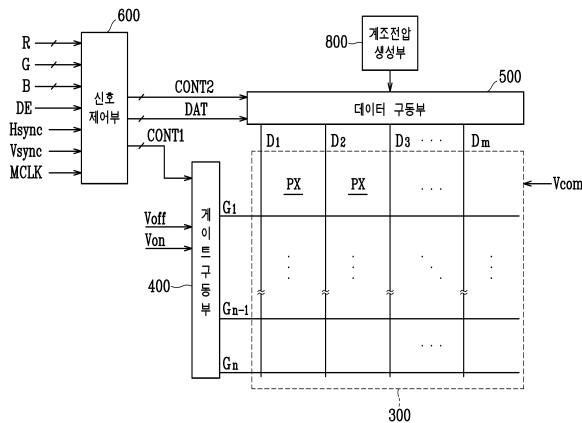 600
R
G
B
DE
Hsync
Vsync
MCLK
신호
제어부
CONT2
DAT
CONT1
800
계조전압
생성부
500
데이터 구동부
D1
D2
D3
· · ·
Dm
PX
PX
· · ·
Vcom
Voff
Von
400
게이트 구동부
G1
Gn-1
· · ·
Gn
300